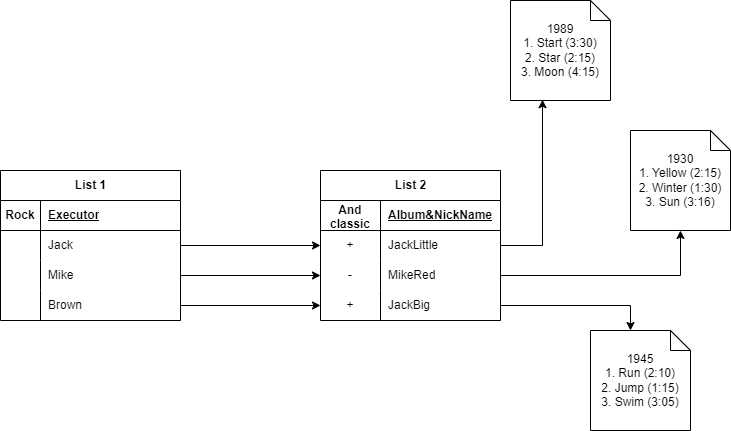 1989
1. Start (3:30)
2. Star (2:15)
3. Moon (4:15)
1930
1. Yellow (2:15)
2. Winter (1:30)
3. Sun (3:16)
List 1
Rock Executor
Jack
Mike
Brown
List 2
And
classic
Album&NickName
+ JackLittle
- MikeRed
+ JackBig
1945
1. Run (2:10)
2. Jump (1:15)
3. Swim (3:05)